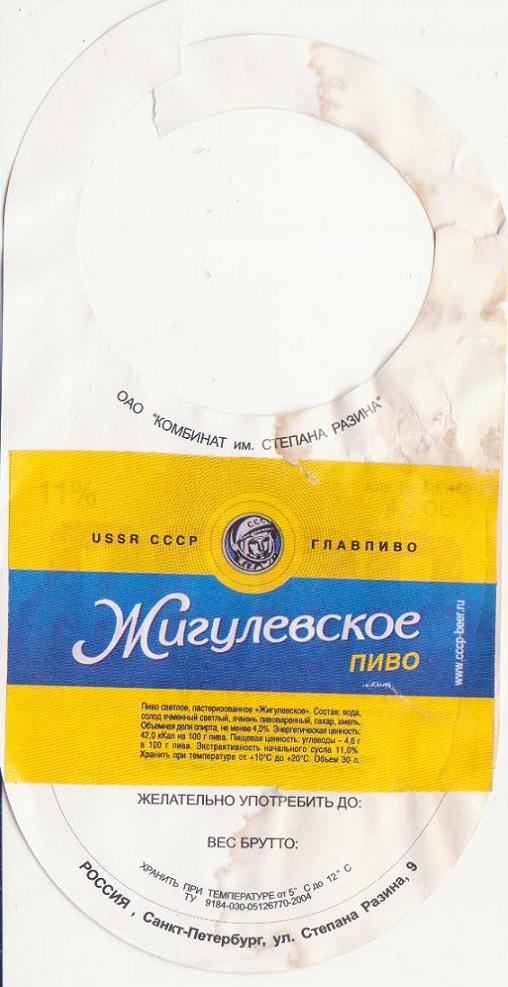 ОАО "КОМБИНАТ им. СТЕПАНА РАЗИНА"
11%
USSR СССР
СССР
ГЛАВПИВО
Жигулевское
ПИВО
www.cccp-beer.ru
Пиво светлое, пастеризованное «Жигулевское». Состав: вода,
солод ячменный светлый, ячмень пивоваренный, сахар, хмель.
Объемная доля спирта, не менее 4,0%. Энергетическая ценность:
42,0 кКал на 100 г пива. Пищевая ценность: углеводы – 4,6 г
в 100 г пива. Экстрактивность начального сусла 11,0%
Хранить при температуре от +10°С до +20°С. Объем 30 л.
ЖЕЛАТЕЛЬНО УПОТРЕБИТЬ ДО:
ВЕС БРУТТО:
ХРАНИТЬ ПРИ ТЕМПЕРАТУРЕ от 5° С до 12° С
ТУ 9184-030-05126770-2004
РОССИЯ , Санкт-Петербург, ул. Степана Разина, 9